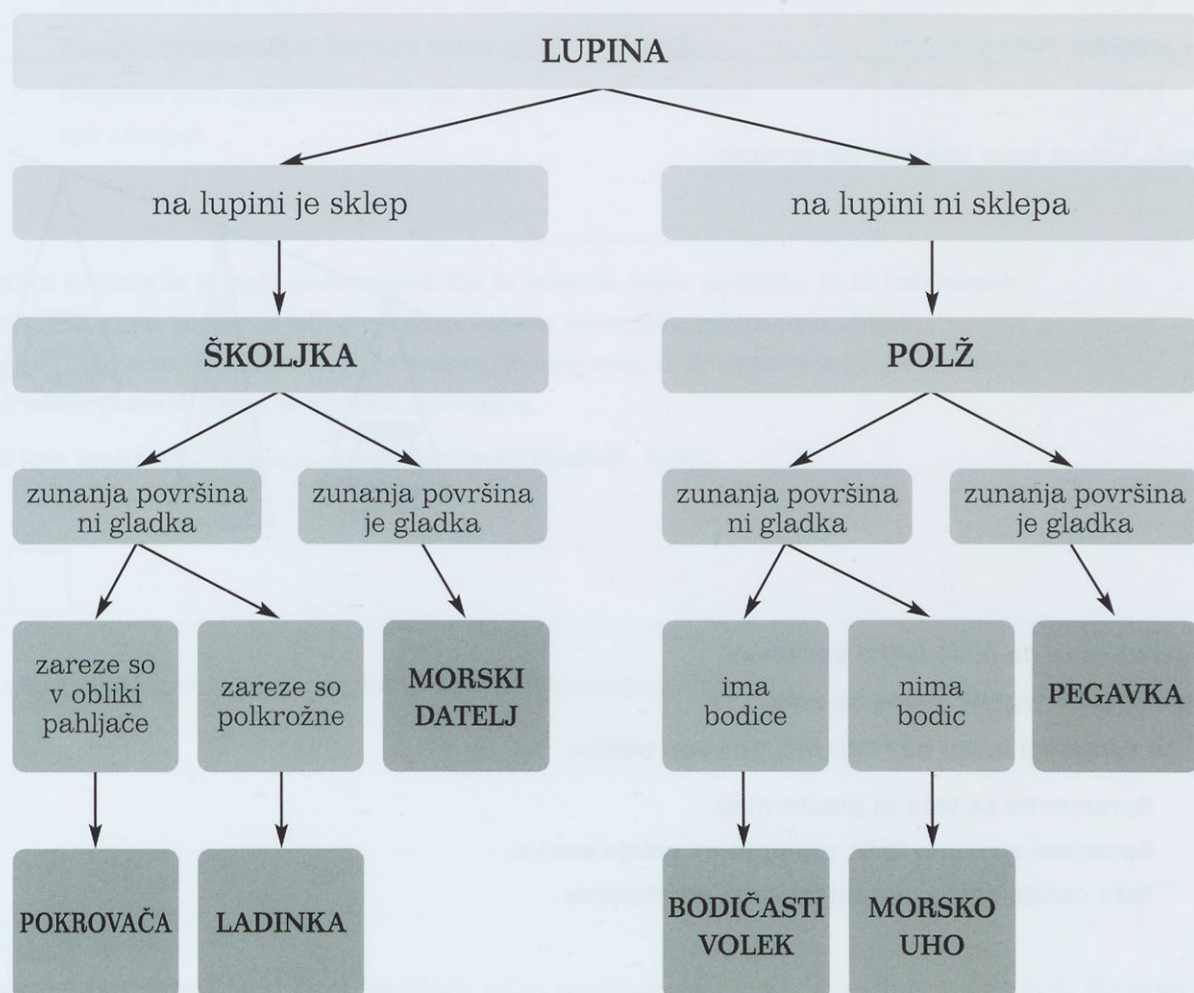 LUPINA
na lupini je sklep
na lupini ni sklepa
ŠKOLJKA
POLŽ
zunanja površina
ni gladka
zunanja površina
je gladka
zunanja površina
ni gladka
zunanja površina
je gladka
zareze so
v obliki
pahljače
zareze so
polkrožne
MORSKI
DATELJ
ima
bodice
nima
bodic
PEGAVKA
POKROVAČA
LADINKA
BODIČASTI
VOLEK
MORSKO
UHO